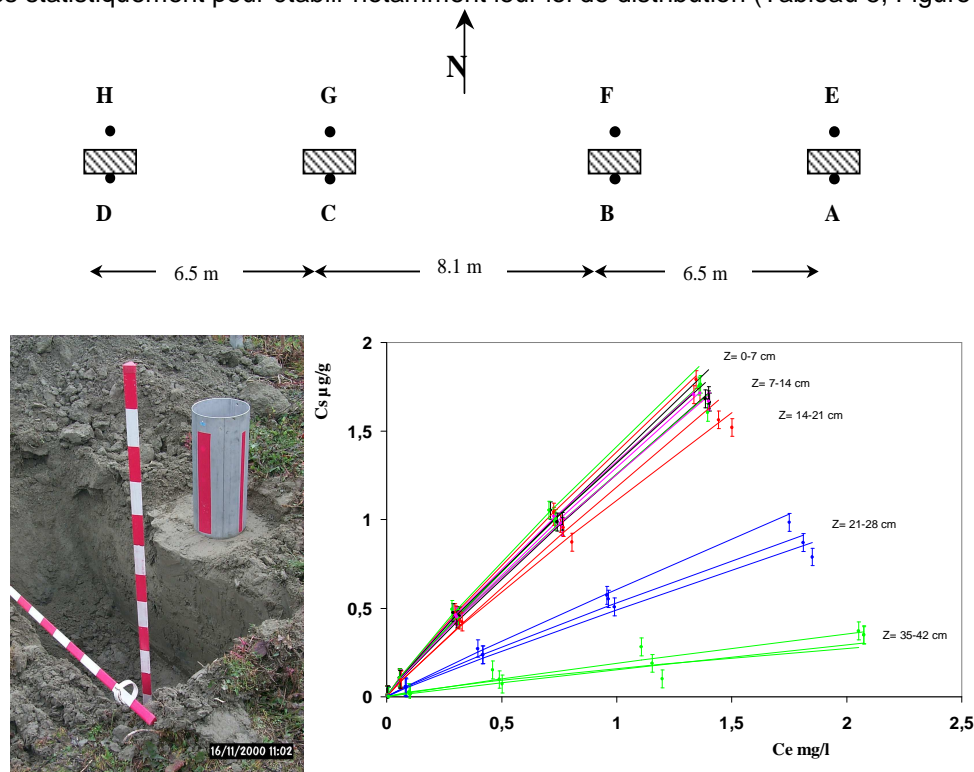 s statistiquement pour établir notamment leur loi de distribution (Tableau 3, Figure
N
H G F E
D C B A
6.5 m 8.1 m 6.5 m
Cs µg/g
2
1,5
1
0,5
0
0 0,5 1 1,5 2 2,5
Ce mg/l
Z= 0-7 cm
Z= 7-14 cm
Z= 14-21 cm
Z= 21-28 cm
Z= 35-42 cm
16/11/2000 11:02